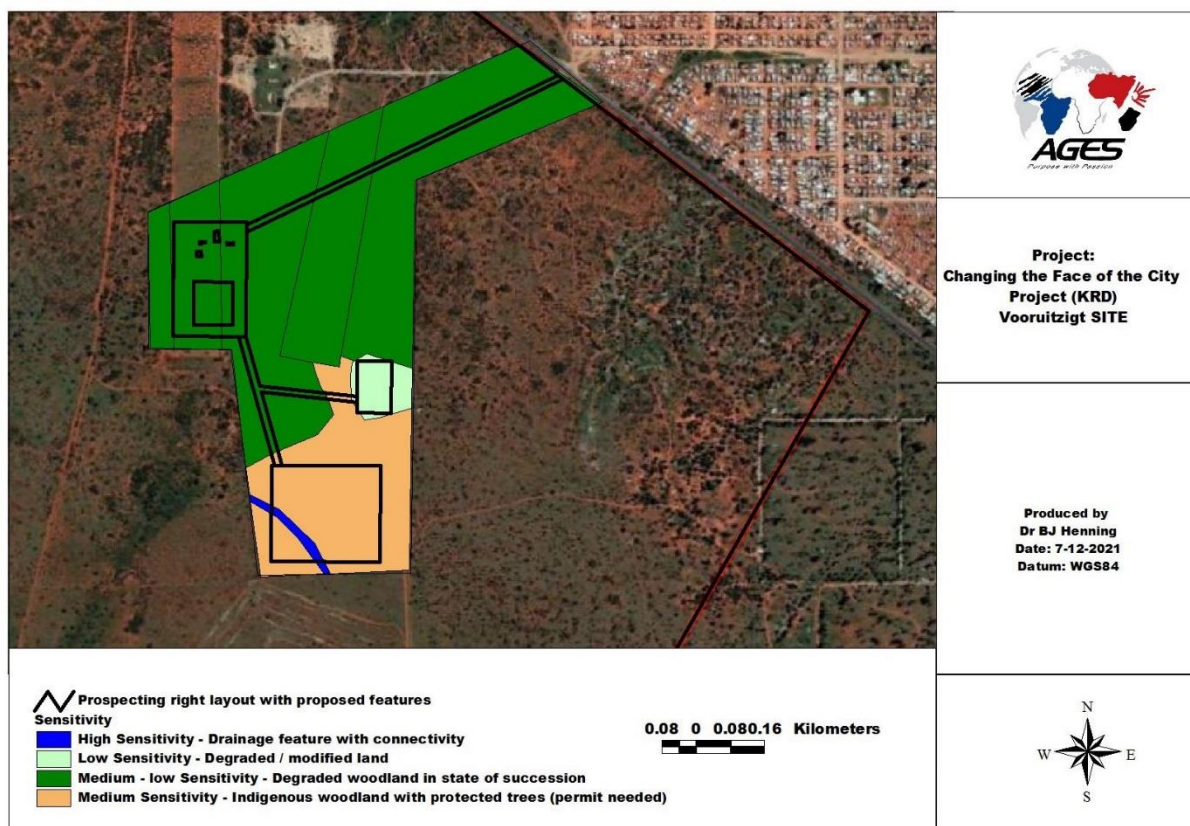 AGES
Purpose with Passion
Project:
Changing the Face of the City
Project (KRD)
Vooruitzigt SITE
Produced by
Dr BJ Henning
Date: 7-12-2021
Datum: WGS84
Prospecting right layout with proposed features
Sensitivity
High Sensitivity - Drainage feature with connectivity
Low Sensitivity - Degraded / modified land
Medium - low Sensitivity - Degraded woodland in state of succession
Medium Sensitivity - Indigenous woodland with protected trees (permit needed)
0.08 0 0.080.16 Kilometers
N
W E
S